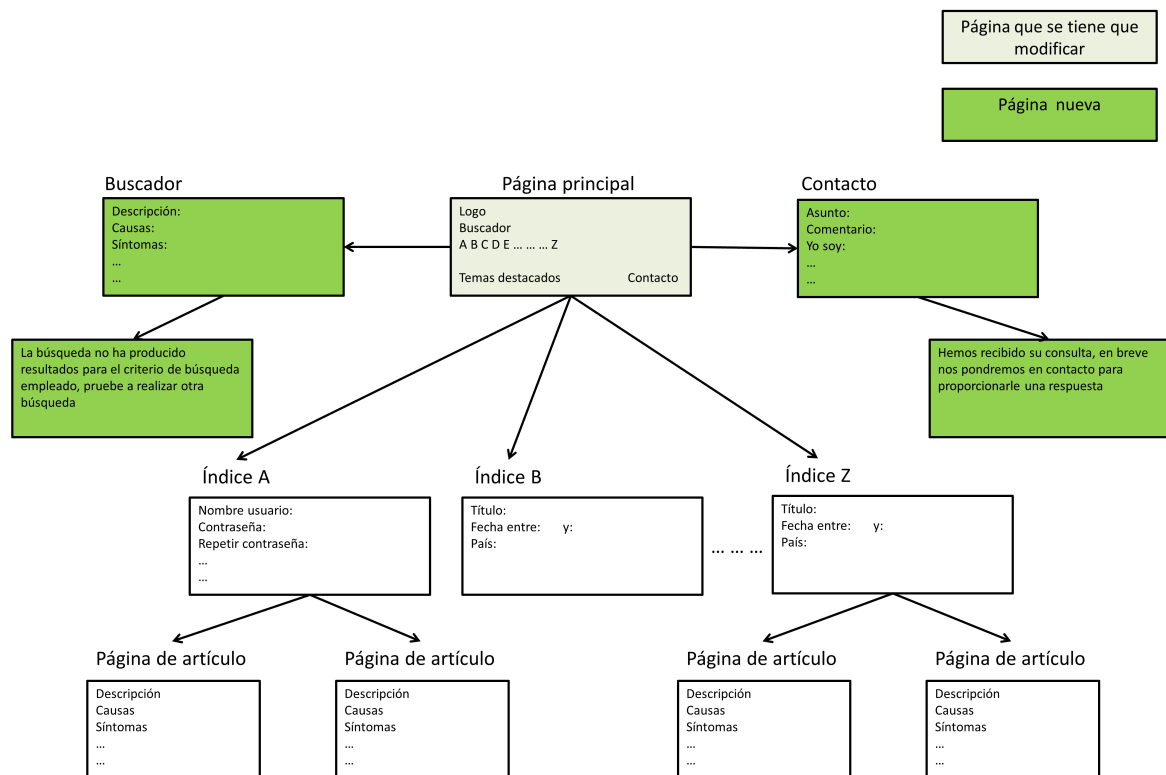 Página que se tiene que
modificar
Página nueva
Buscador
Descripción:
Causas:
Síntomas:
...
...
Página principal
Logo
Buscador
A B C D E ... ... ... Z
Temas destacados Contacto
Contacto
Asunto:
Comentario:
Yo soy:
...
...
La búsqueda no ha producido
resultados para el criterio de búsqueda
empleado, pruebe a realizar otra
búsqueda
Hemos recibido su consulta, en breve
nos pondremos en contacto para
proporcionarle una respuesta
Índice A
Nombre usuario:
Contraseña:
Repetir contraseña:
...
...
Índice B
Título:
Fecha entre: y:
País:
... ... ...
Índice Z
Título:
Fecha entre: y:
País:
Página de artículo
Descripción
Causas
Síntomas
...
...
Página de artículo
Descripción
Causas
Síntomas
...
...
Página de artículo
Descripción
Causas
Síntomas
...
...
Página de artículo
Descripción
Causas
Síntomas
...
...